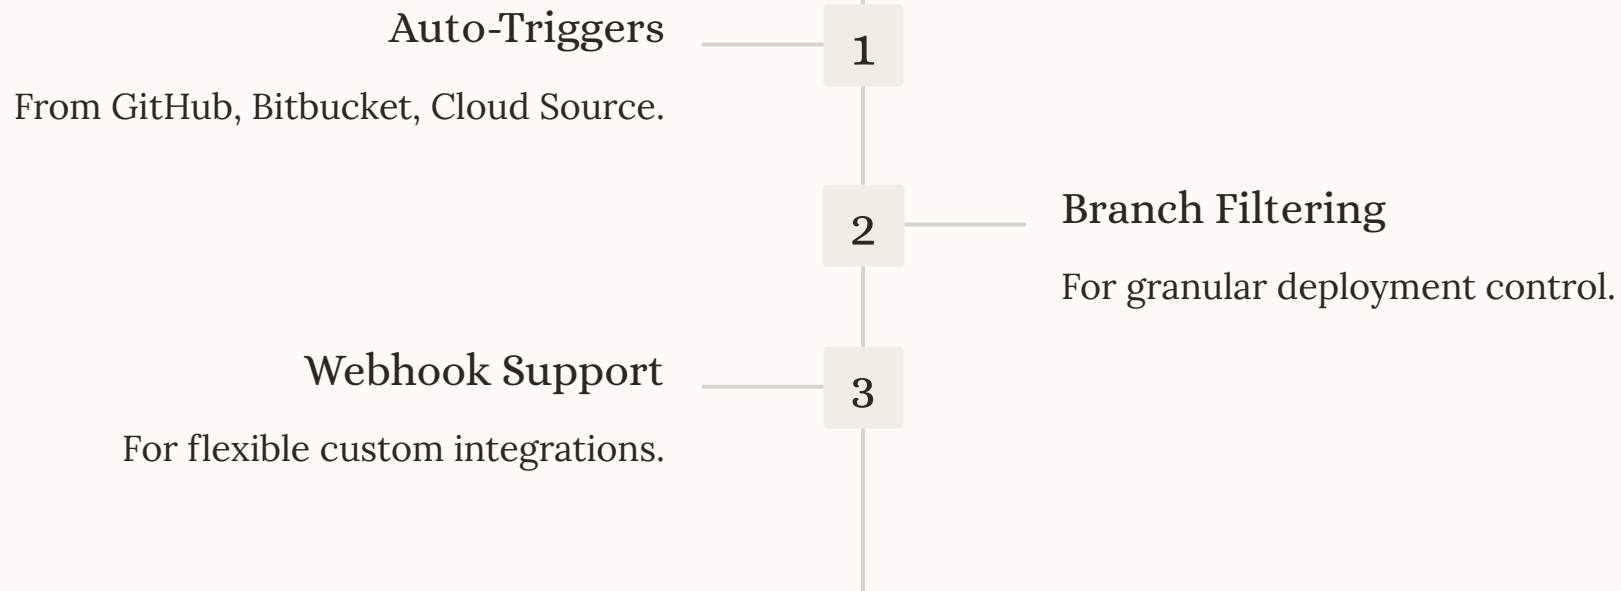 Auto-Triggers
1
From GitHub, Bitbucket, Cloud Source.
2
Branch Filtering
For granular deployment control.
Webhook Support
3
For flexible custom integrations.